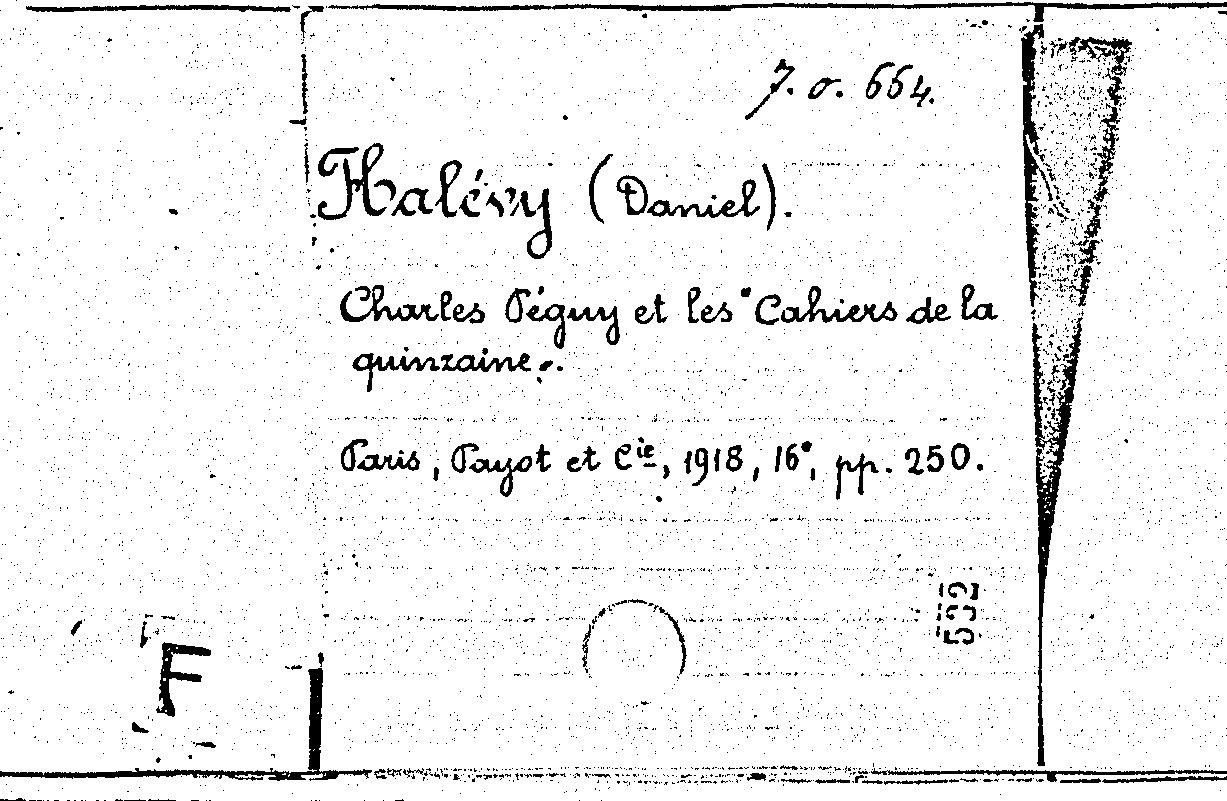 7. o. 664.
Halévy (Daniel).
Charles Péguy et les "Cahiers de la
quinzaine".
Paris, Payot et Cie, 1918, 16°, pp. 250.
F